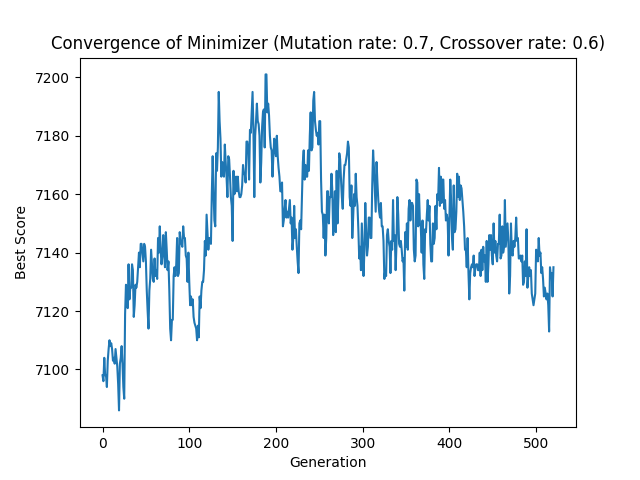 Convergence of Minimizer (Mutation rate: 0.7, Crossover rate: 0.6)
7200
7180
7160
7140
7120
7100
Best Score
0 100 200 300 400 500
Generation